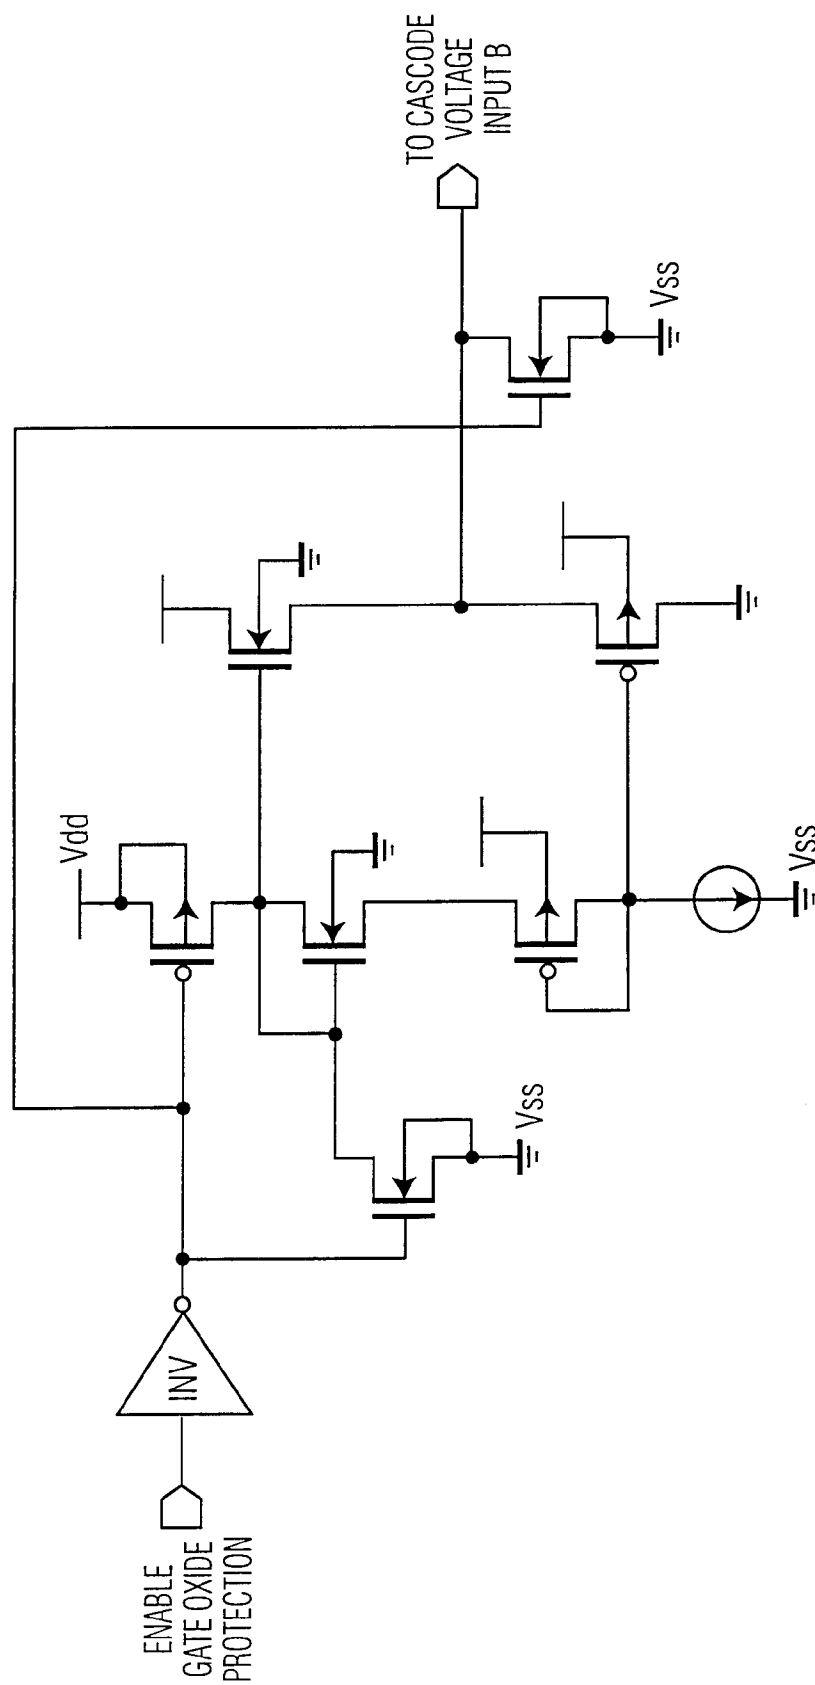 ENABLE
GATE OXIDE
PROTECTION
INV
Vss
Vdd
Vss
Vss
TO CASCODE
VOLTAGE
INPUT B